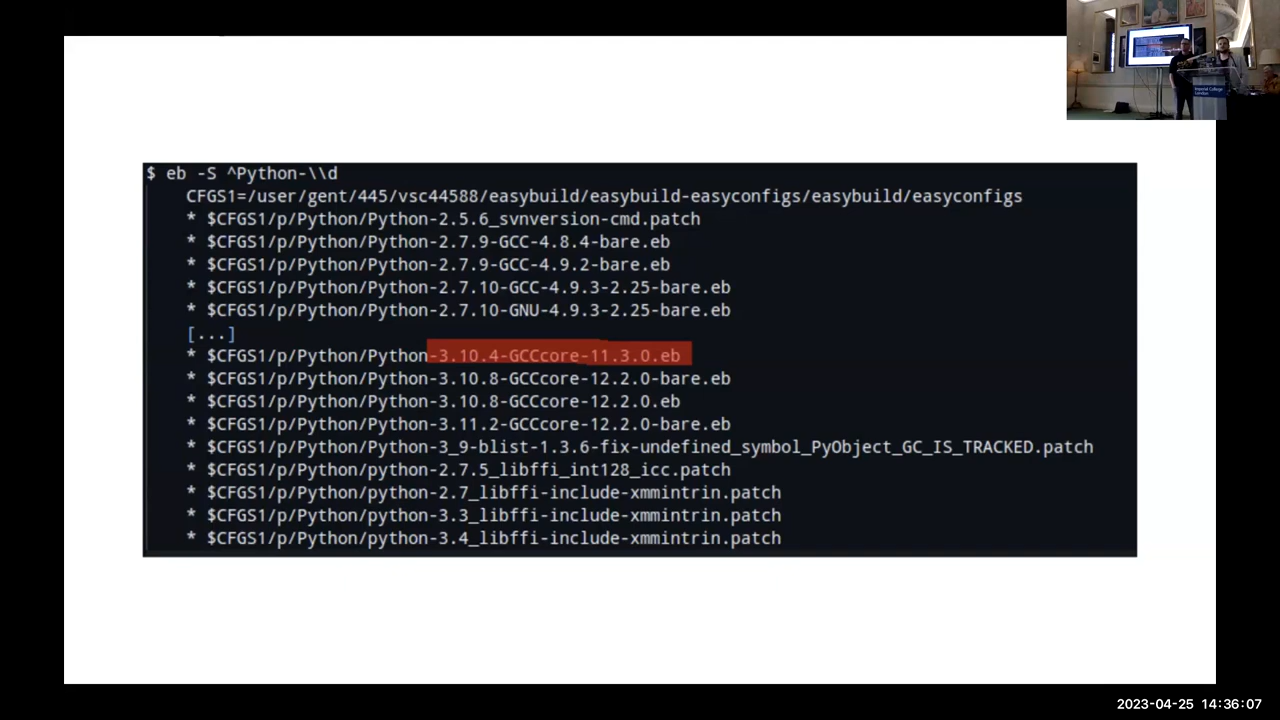 Imperial College
London
$ eb -S ^Python-\\d
CFGS1=/user/gent/445/vsc44588/easybuild/easybuild-easyconfigs/easybuild/easyconfigs
* $CFGS1/p/Python/Python-2.5.6_svnversion-cmd.patch
* $CFGS1/p/Python/Python-2.7.9-GCC-4.8.4-bare.eb
* $CFGS1/p/Python/Python-2.7.9-GCC-4.9.2-bare.eb
* $CFGS1/p/Python/Python-2.7.10-GCC-4.9.3-2.25-bare.eb
* $CFGS1/p/Python/Python-2.7.10-GNU-4.9.3-2.25-bare.eb
[...]
* $CFGS1/p/Python/Python-3.10.4-GCCcore-11.3.0.eb
* $CFGS1/p/Python/Python-3.10.8-GCCcore-12.2.0-bare.eb
* $CFGS1/p/Python/Python-3.10.8-GCCcore-12.2.0.eb
* $CFGS1/p/Python/Python-3.11.2-GCCcore-12.2.0-bare.eb
* $CFGS1/p/Python/Python-3_9-blist-1.3.6-fix-undefined_symbol_PyObject_GC_IS_TRACKED.patch
* $CFGS1/p/Python/python-2.7.5_libffi_int128_icc.patch
* $CFGS1/p/Python/python-2.7_libffi-include-xmmintrin.patch
* $CFGS1/p/Python/python-3.3_libffi-include-xmmintrin.patch
* $CFGS1/p/Python/python-3.4_libffi-include-xmmintrin.patch
2023-04-25 14:36:07